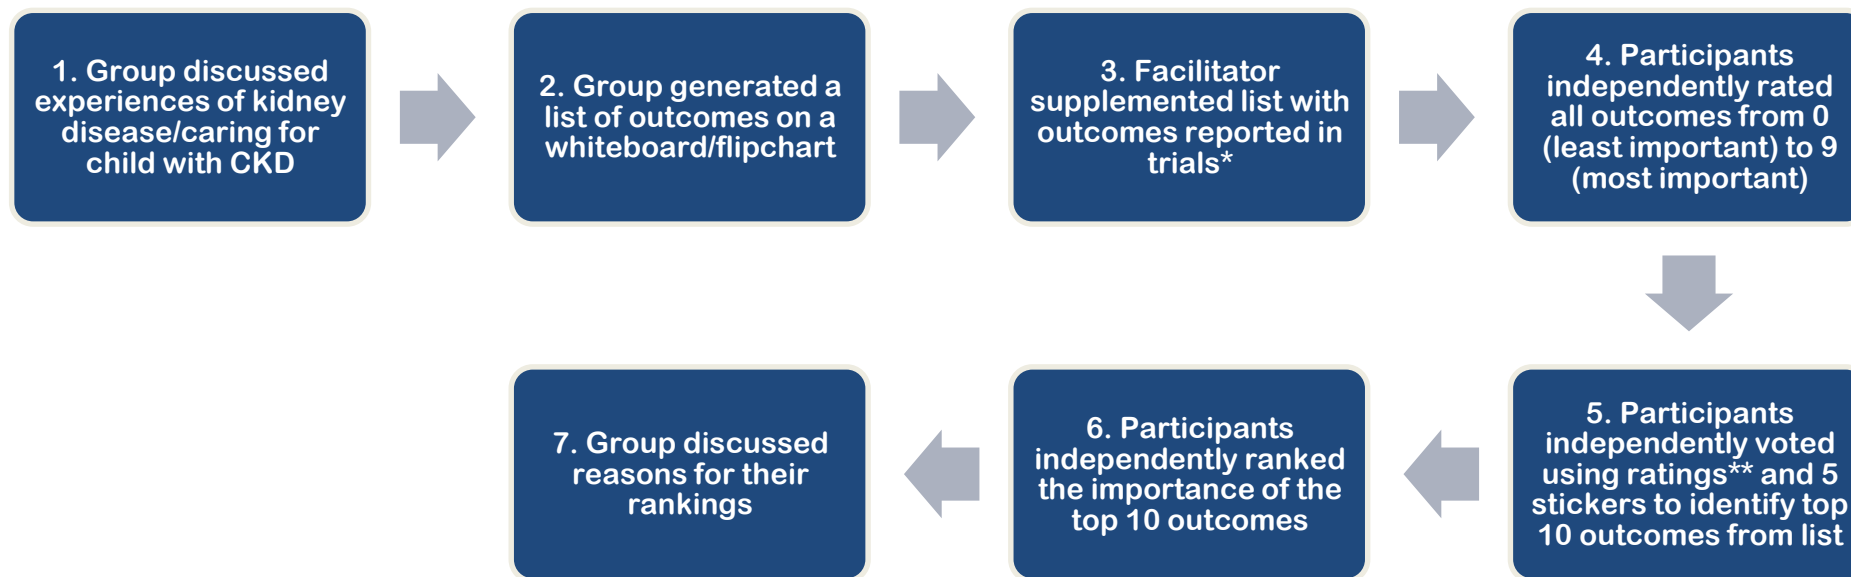 1. Group discussed
experiences of kidney
disease/caring for
child with CKD
2. Group generated a
list of outcomes on a
whiteboard/flipchart
3. Facilitator
supplemented list with
outcomes reported in
trials*
4. Participants
independently rated
all outcomes from 0
(least important) to 9
(most important)
5. Participants
independently voted
using ratings** and 5
stickers to identify top
10 outcomes from list
6. Participants
independently ranked
the importance of the
top 10 outcomes
7. Group discussed
reasons for their
rankings